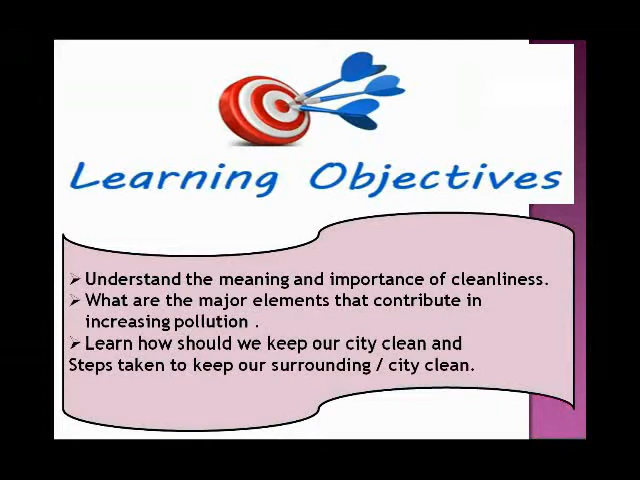 Learning Objectives
Understand the meaning and importance of cleanliness.
What are the major elements that contribute in
increasing pollution .
Learn how should we keep our city clean and
Steps taken to keep our surrounding / city clean.